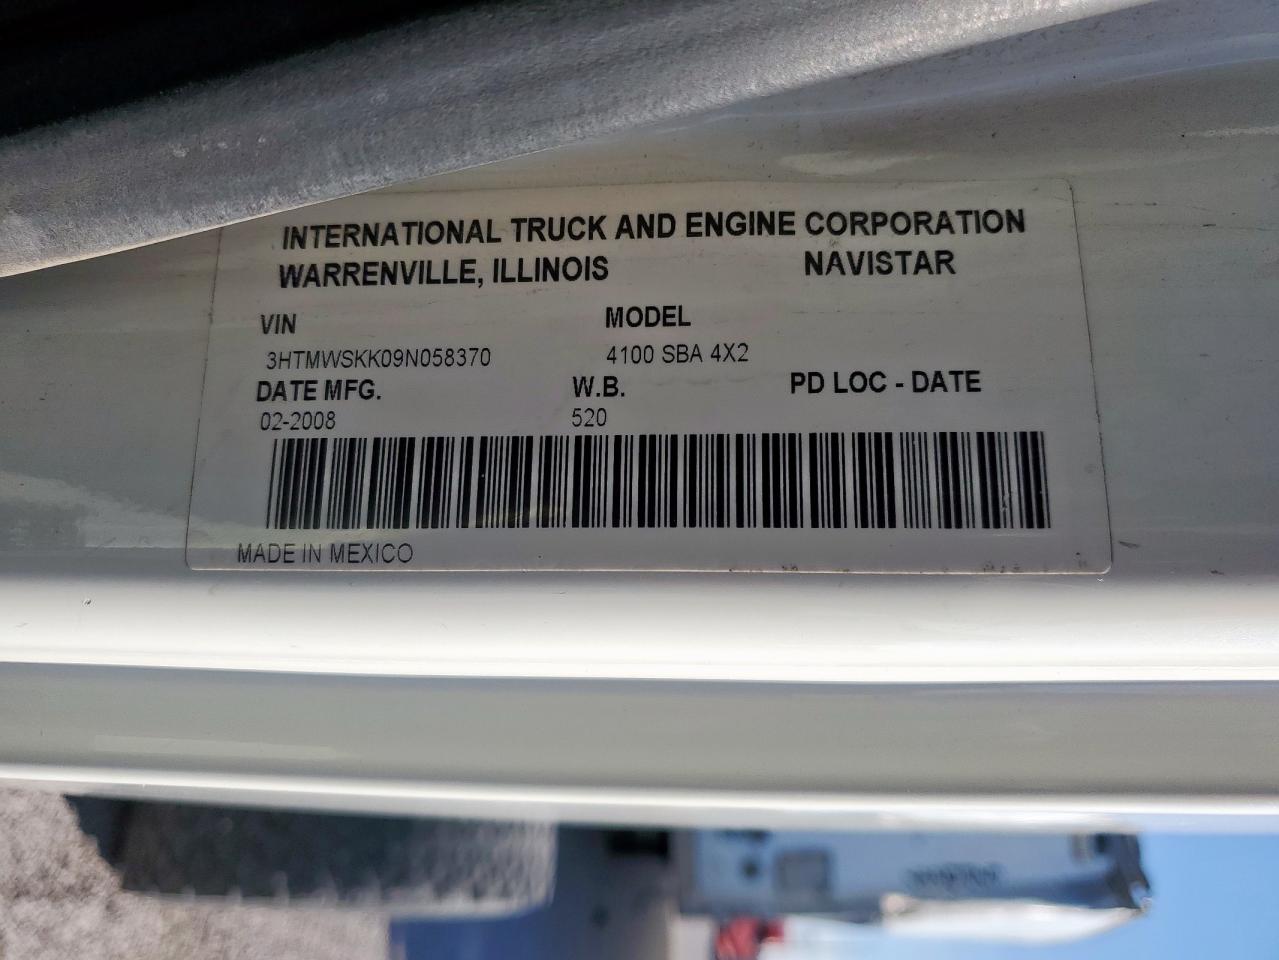 INTERNATIONAL TRUCK AND ENGINE CORPORATION
WARRENVILLE, ILLINOIS NAVISTAR
VIN MODEL
3HTMWSKK09N058370 4100 SBA 4X2
DATE MFG. W.B. PD LOC - DATE
02-2008 520
MADE IN MEXICO